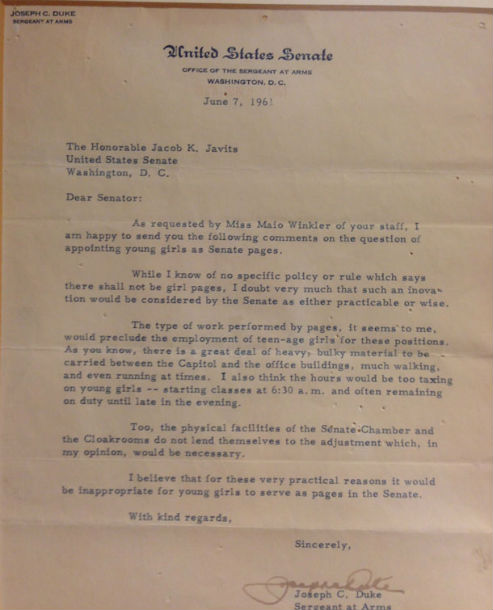 JOSEPH C. DUKE
SERGEANT AT ARMS
United States Senate
OFFICE OF THE SERGEANT AT ARMS
WASHINGTON, D. C.
June 7, 1961
The Honorable Jacob K. Javits
United States Senate
Washington, D. C.
Dear Senator:
As requested by Miss Maio Winkler of your staff, I
am happy to send you the following comments on the question of
appointing young girls as Senate pages.
While I know of no specific policy or rule which says
there shall not be girl pages, I doubt very much that such an inova-
tion would be considered by the Senate as either practicable or wise.
The type of work performed by pages, it seems to me,
would preclude the employment of teen-age girls for these positions.
As you know, there is a great deal of heavy, bulky material to be
carried between the Capitol and the office buildings, much walking,
and even running at times. I also think the hours would be too taxing
on young girls -- starting classes at 6:30 a. m. and often remaining
on duty until late in the evening.
Too, the physical facilities of the Senate Chamber and
the Cloakrooms do not lend themselves to the adjustment which, in
my opinion, would be necessary.
I believe that for these very practical reasons it would
be inappropriate for young girls to serve as pages in the Senate.
With kind regards,
Sincerely,
Joseph C. Duke
Joseph C. Duke
Sergeant at Arms